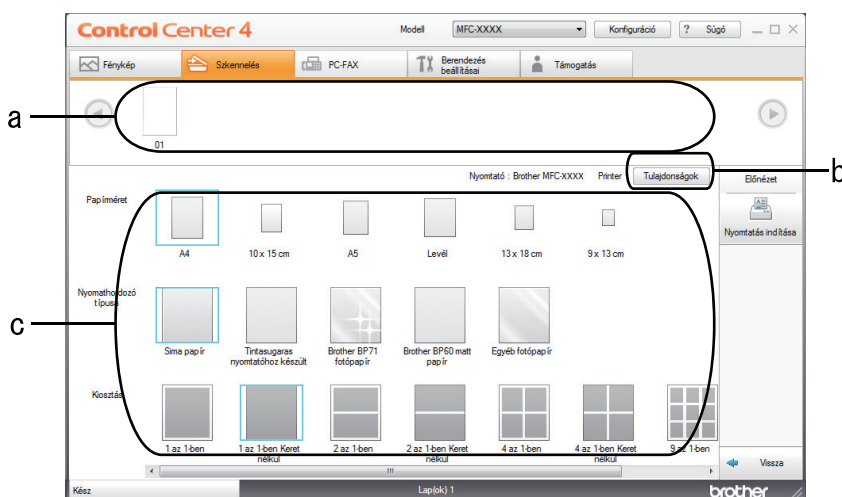 Control Center 4
Modell MFC-XXXX Konfiguráció ? Súgó
Fénykép Szkennelés PC-FAX Berendezés beállításai Támogatás
a
01
Nyomtató : Brother MFC-XXXX Printer Tulajdonságok
b
Előnézet
Nyomtatás indítása
Papírméret
A4 10 x 15 cm A5 Levél 13 x 18 cm 9 x 13 cm
Nyomathordozó típusa
c
Sima papír Tintasugaras nyomtatóhoz készült Brother BP71 fotópapír Brother BP60 matt papír Egyéb fotópapír
Kiosztás
1 az 1-ben 1 az 1-ben Keret nélkül 2 az 1-ben 2 az 1-ben Keret nélkül 4 az 1-ben 4 az 1-ben Keret nélkül 9 az 1-ben
Vissza
Kész Lap(ok) 1 brother